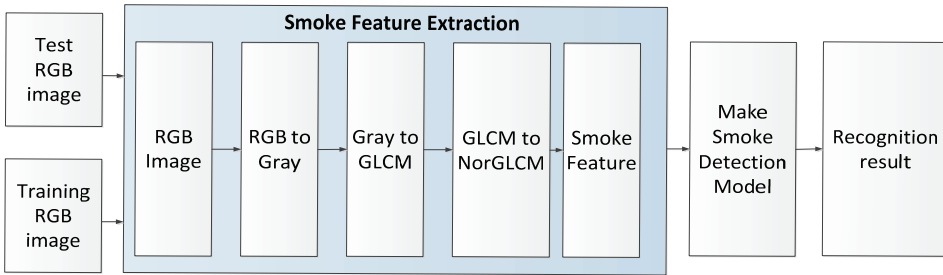 Smoke Feature Extraction
Test
RGB
image
Training
RGB
image
RGB
Image
RGB to
Gray
Gray to
GLCM
GLCM to
NorGLCM
Smoke
Feature
Make
Smoke
Detection
Model
Recognition
result